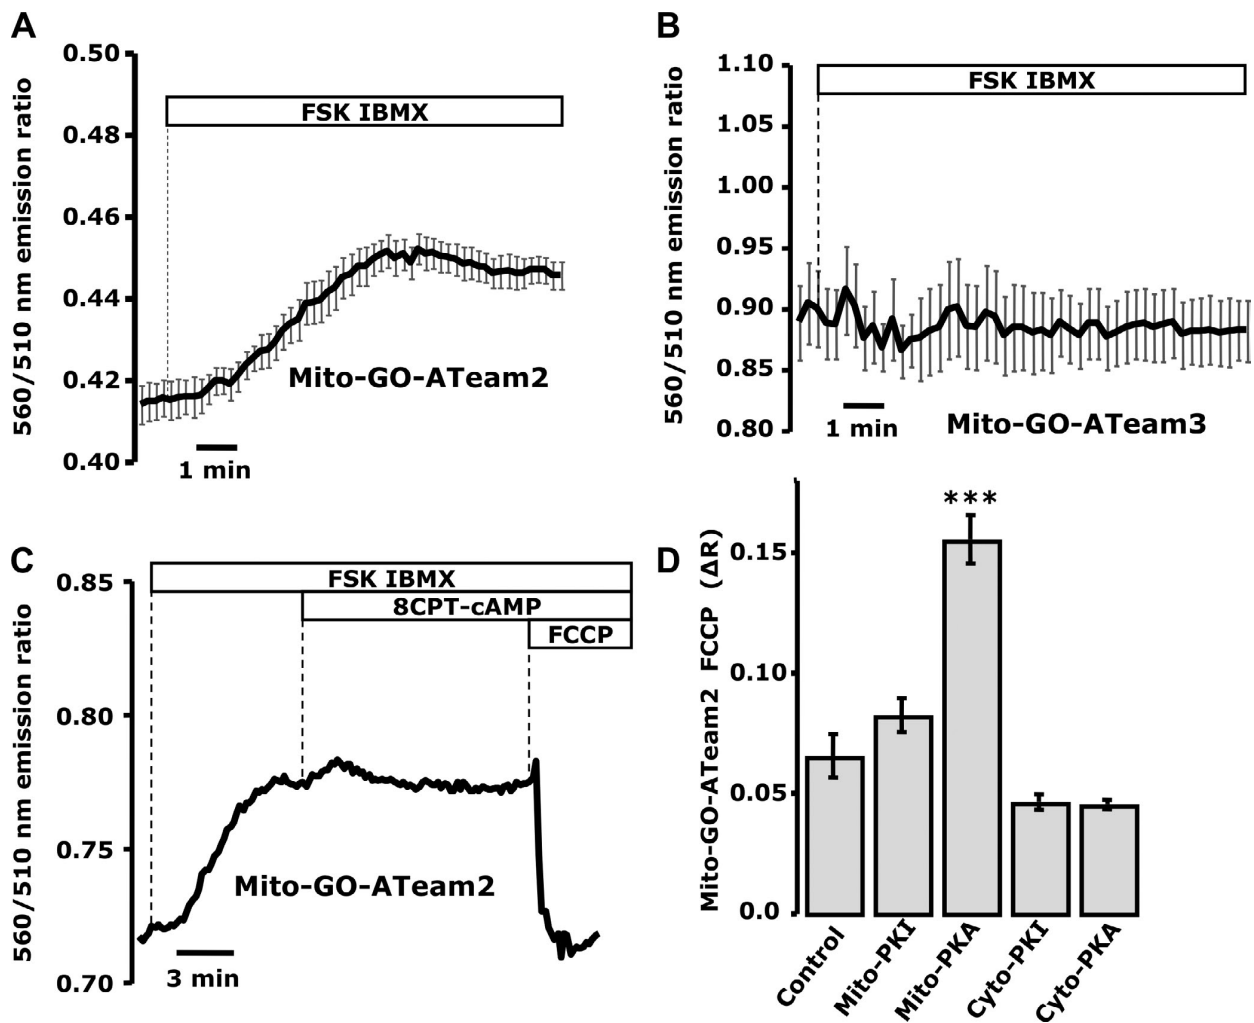 A
560/510 nm emission ratio
0.50
0.48
0.46
0.44
0.42
0.40
FSK IBMX
Mito-GO-ATeam2
1 min
B
560/510 nm emission ratio
1.10
1.05
1.00
0.95
0.90
0.85
0.80
FSK IBMX
1 min
Mito-GO-ATeam3
C
560/510 nm emission ratio
0.85
0.80
0.75
0.70
FSK IBMX
8CPT-cAMP
FCCP
Mito-GO-ATeam2
3 min
D
Mito-GO-ATeam2 FCCP (ΔR)
0.15
0.10
0.05
0.0
***
Control
Mito-PKI
Mito-PKA
Cyto-PKI
Cyto-PKA